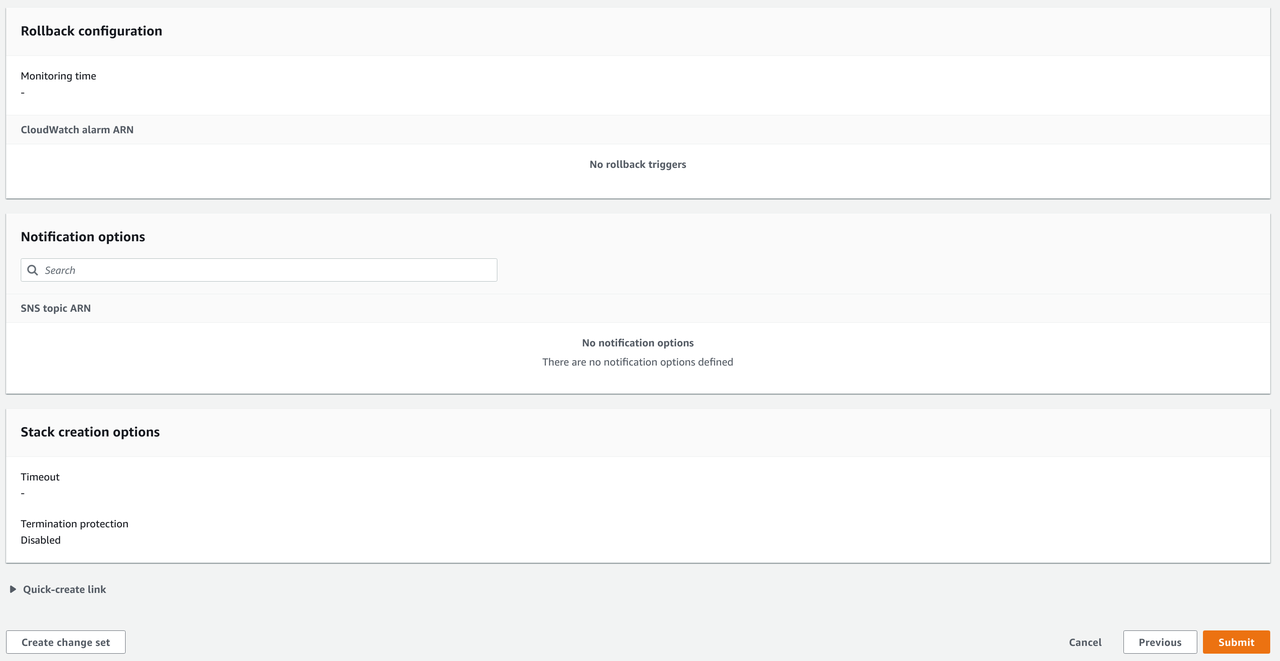 Rollback configuration
Monitoring time
-
CloudWatch alarm ARN
No rollback triggers
Notification options
Search
SNS topic ARN
No notification options
There are no notification options defined
Stack creation options
Timeout
-
Termination protection
Disabled
Quick-create link
Create change set
Cancel
Previous
Submit